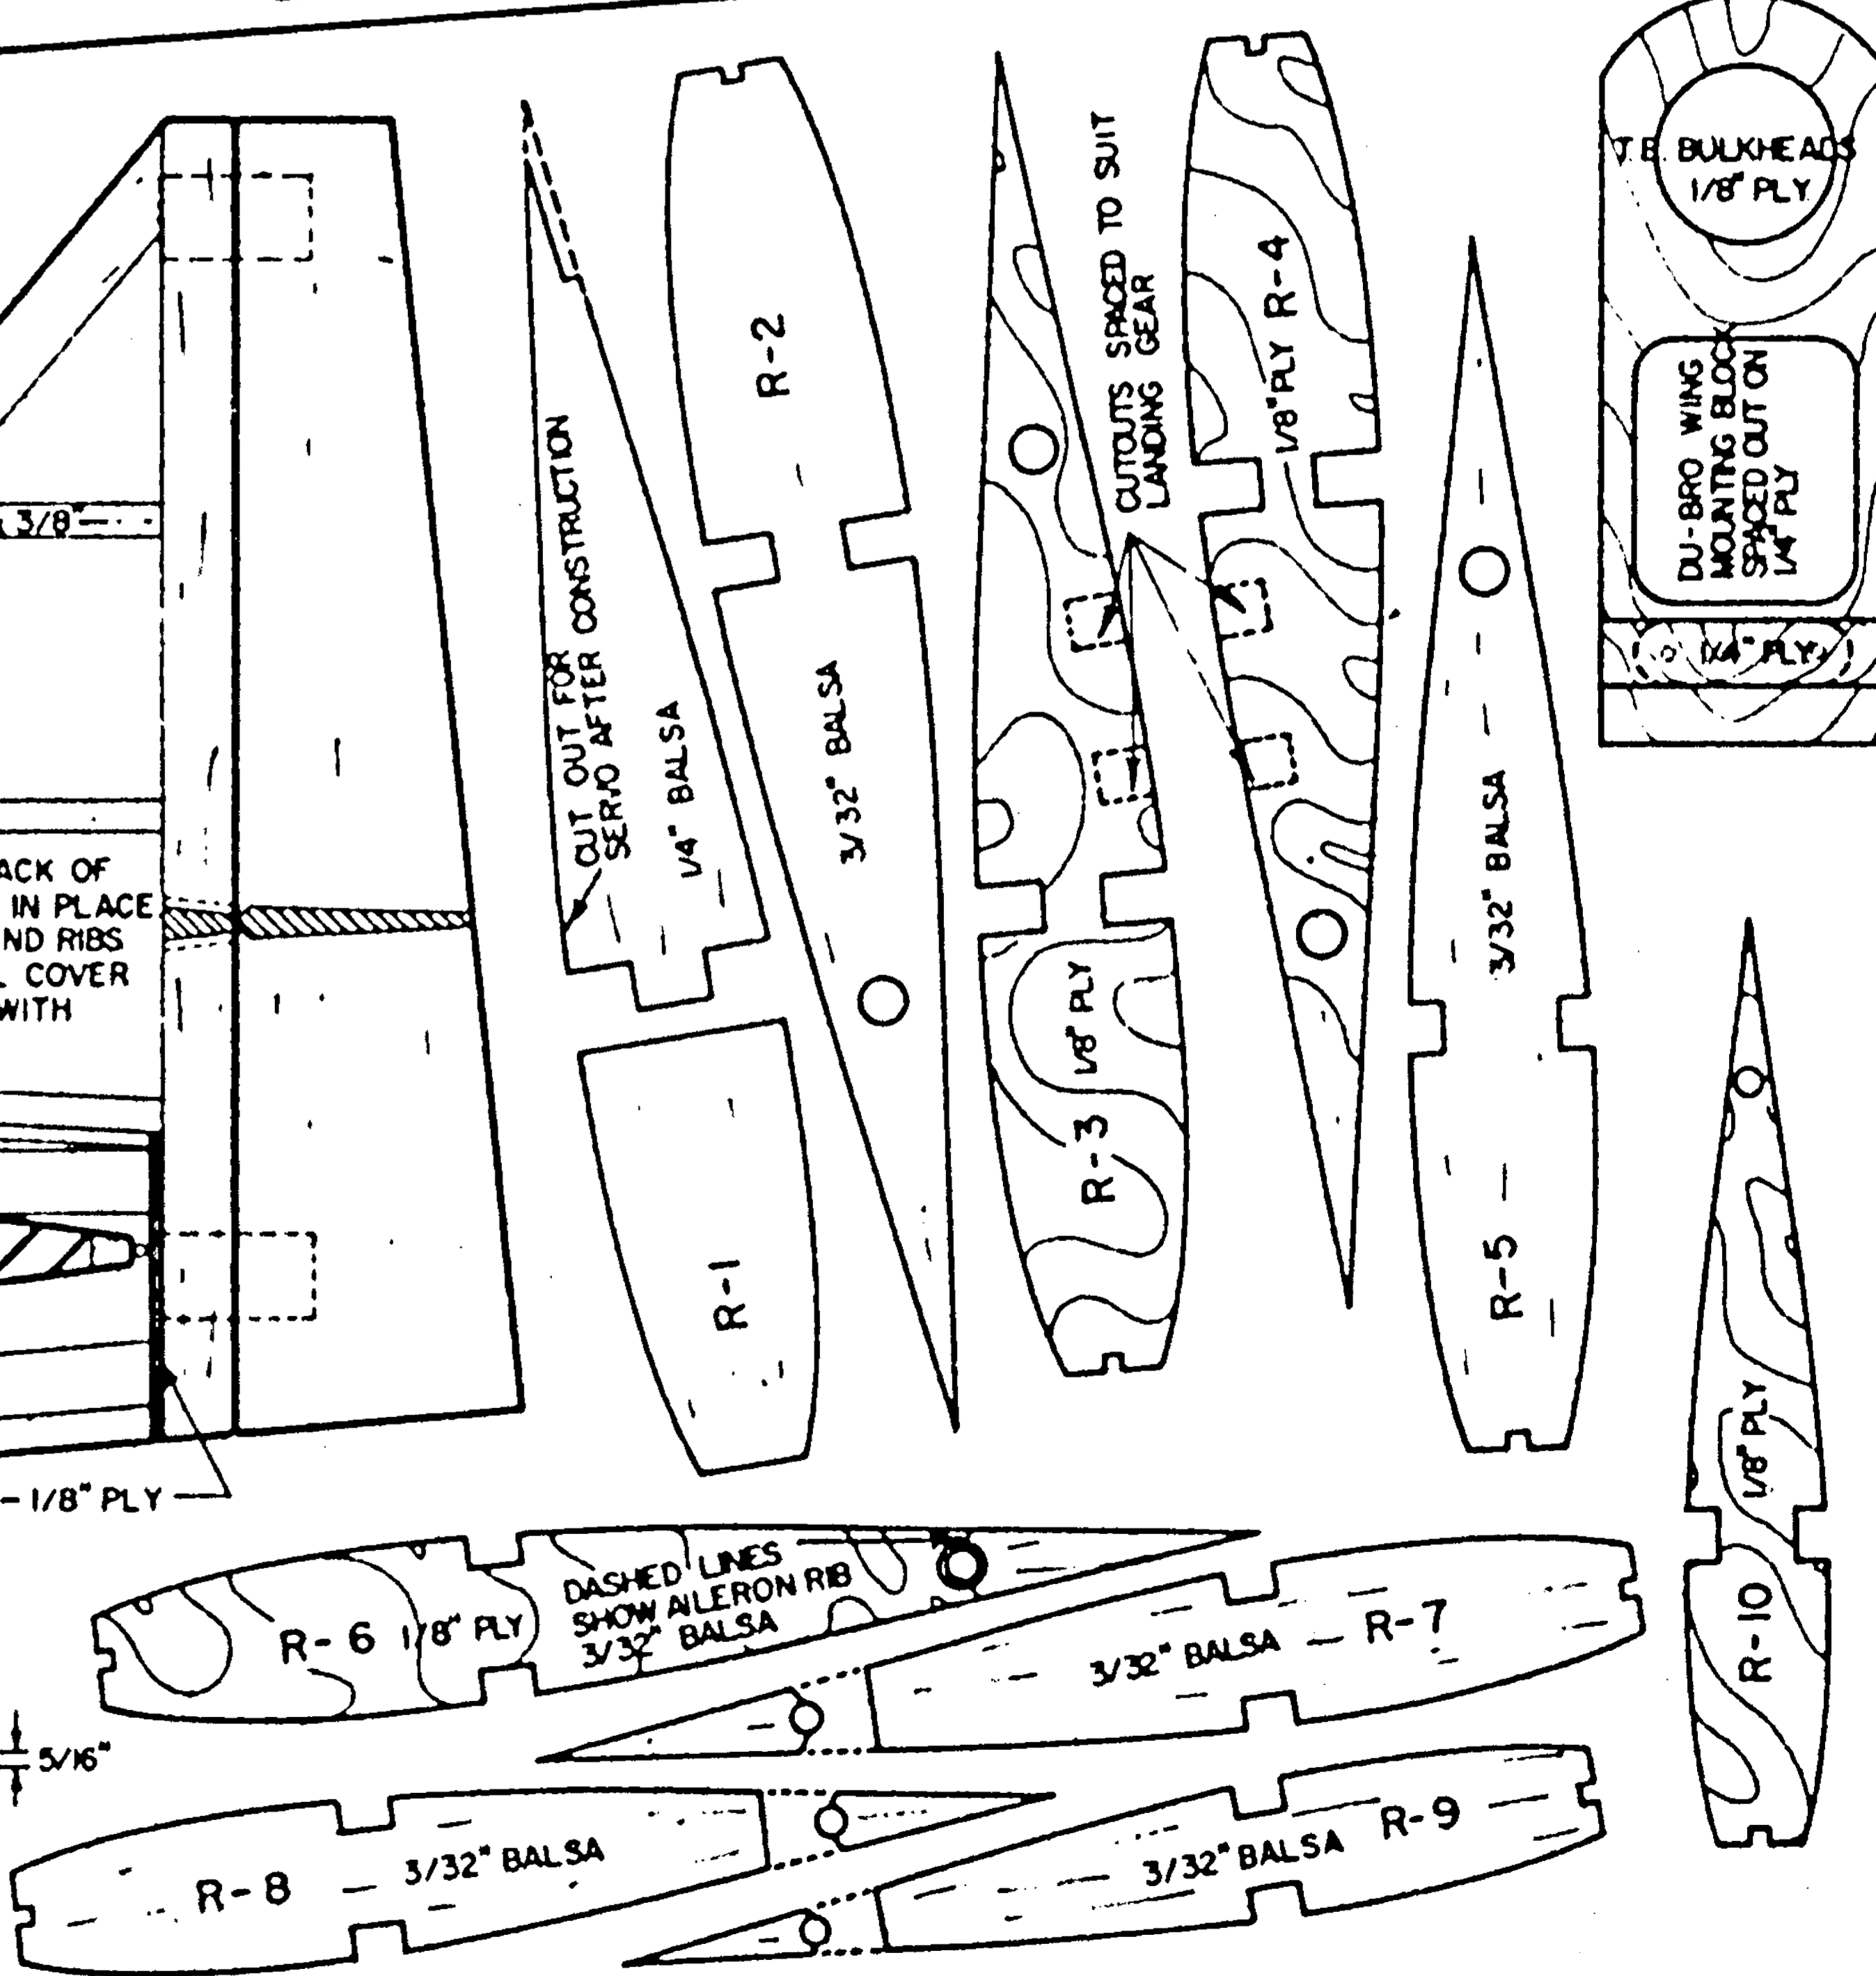 T.B. BULKHEADS
1/8" PLY
CUTOUTS SPACED TO SUIT
LANDING GEAR
1/8" PLY R-4
R-2
3/32" BALSA
DU-BRO WING
MOUNTING BLOCK
SPACED OUT ON
1/4" PLY
1/4" PLY
3/8"
CUT OUT FOR
SERVO AFTER CONSTRUCTION
1/4" BALSA
R-1
ACK OF
IN PLACE
ND RIBS
COVER
WITH
R-3 1/8" PLY
R-5 3/32" BALSA
R-10 1/8" PLY
1/8" PLY
DASHED LINES
SHOW AILERON RIB
3/32" BALSA
R-6 1/8" PLY
3/32" BALSA R-7
5/16"
R-8 3/32" BALSA
3/32" BALSA R-9